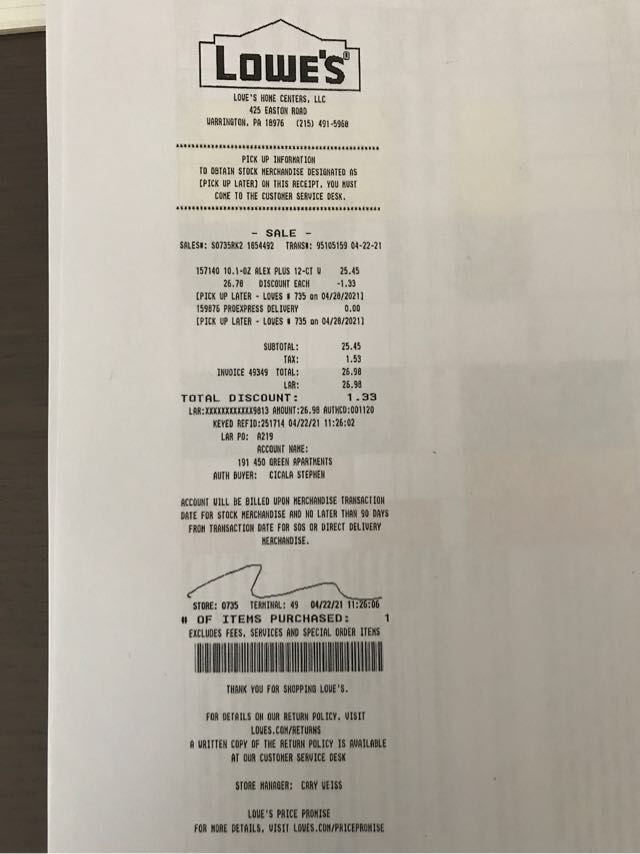 LOWE'S®
LOWE'S HOME CENTERS, LLC
425 EASTON ROAD
WARRINGTON, PA 18976 (215) 491-5968
PICK UP INFORMATION
TO OBTAIN STOCK MERCHANDISE DESIGNATED AS
[PICK UP LATER] ON THIS RECEIPT, YOU MUST
COME TO THE CUSTOMER SERVICE DESK.
- SALE -
SALES#: S0735RK2 1654492 TRANS#: 95105159 04-22-21
157140 10.1-OZ ALEX PLUS 12-CT W 25.45
26.78 DISCOUNT EACH -1.33
[PICK UP LATER - LOWES # 735 on 04/28/2021]
159876 PROEXPRESS DELIVERY 0.00
[PICK UP LATER - LOWES # 735 on 04/28/2021]
SUBTOTAL: 25.45
TAX: 1.53
INVOICE 49349 TOTAL: 26.98
LAR: 26.98
TOTAL DISCOUNT: 1.33
LAR:XXXXXXXXXXXX9813 AMOUNT:26.98 AUTHCD:001120
KEYED REFID:251714 04/22/21 11:26:02
LAR PO: A219
ACCOUNT NAME:
191 450 GREEN APARTMENTS
AUTH BUYER: CICALA STEPHEN
ACCOUNT WILL BE BILLED UPON MERCHANDISE TRANSACTION
DATE FOR STOCK MERCHANDISE AND NO LATER THAN 90 DAYS
FROM TRANSACTION DATE FOR SOS OR DIRECT DELIVERY
MERCHANDISE.
STORE: 0735 TERMINAL: 49 04/22/21 11:26:06
# OF ITEMS PURCHASED: 1
EXCLUDES FEES, SERVICES AND SPECIAL ORDER ITEMS
THANK YOU FOR SHOPPING LOWE'S.
FOR DETAILS ON OUR RETURN POLICY, VISIT
LOWES.COM/RETURNS
A WRITTEN COPY OF THE RETURN POLICY IS AVAILABLE
AT OUR CUSTOMER SERVICE DESK
STORE MANAGER: CARY WEISS
LOWE'S PRICE PROMISE
FOR MORE DETAILS, VISIT LOWES.COM/PRICEPROMISE